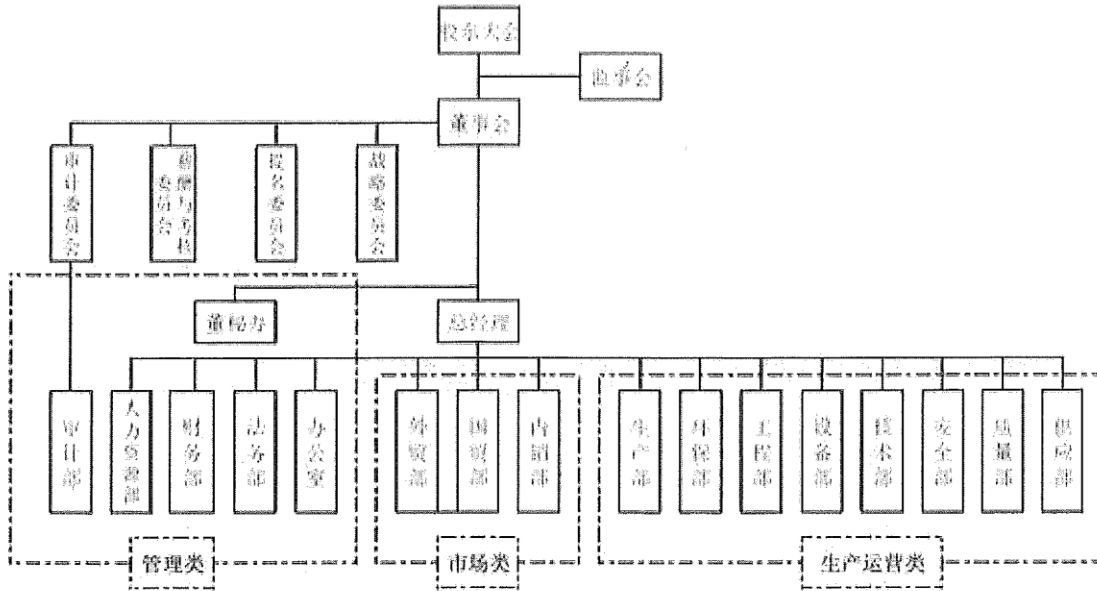 股东大会
监事会
董事会
审计委员会
薪酬与考核
委员会
提名委员会
战略委员会
董秘办
总经理
审计部
人力资源部
财务部
法务部
办公室
外贸部
国贸部
内销部
生产部
环保部
工程部
设备部
技术部
安全部
质量部
供应部
管理类
市场类
生产运营类